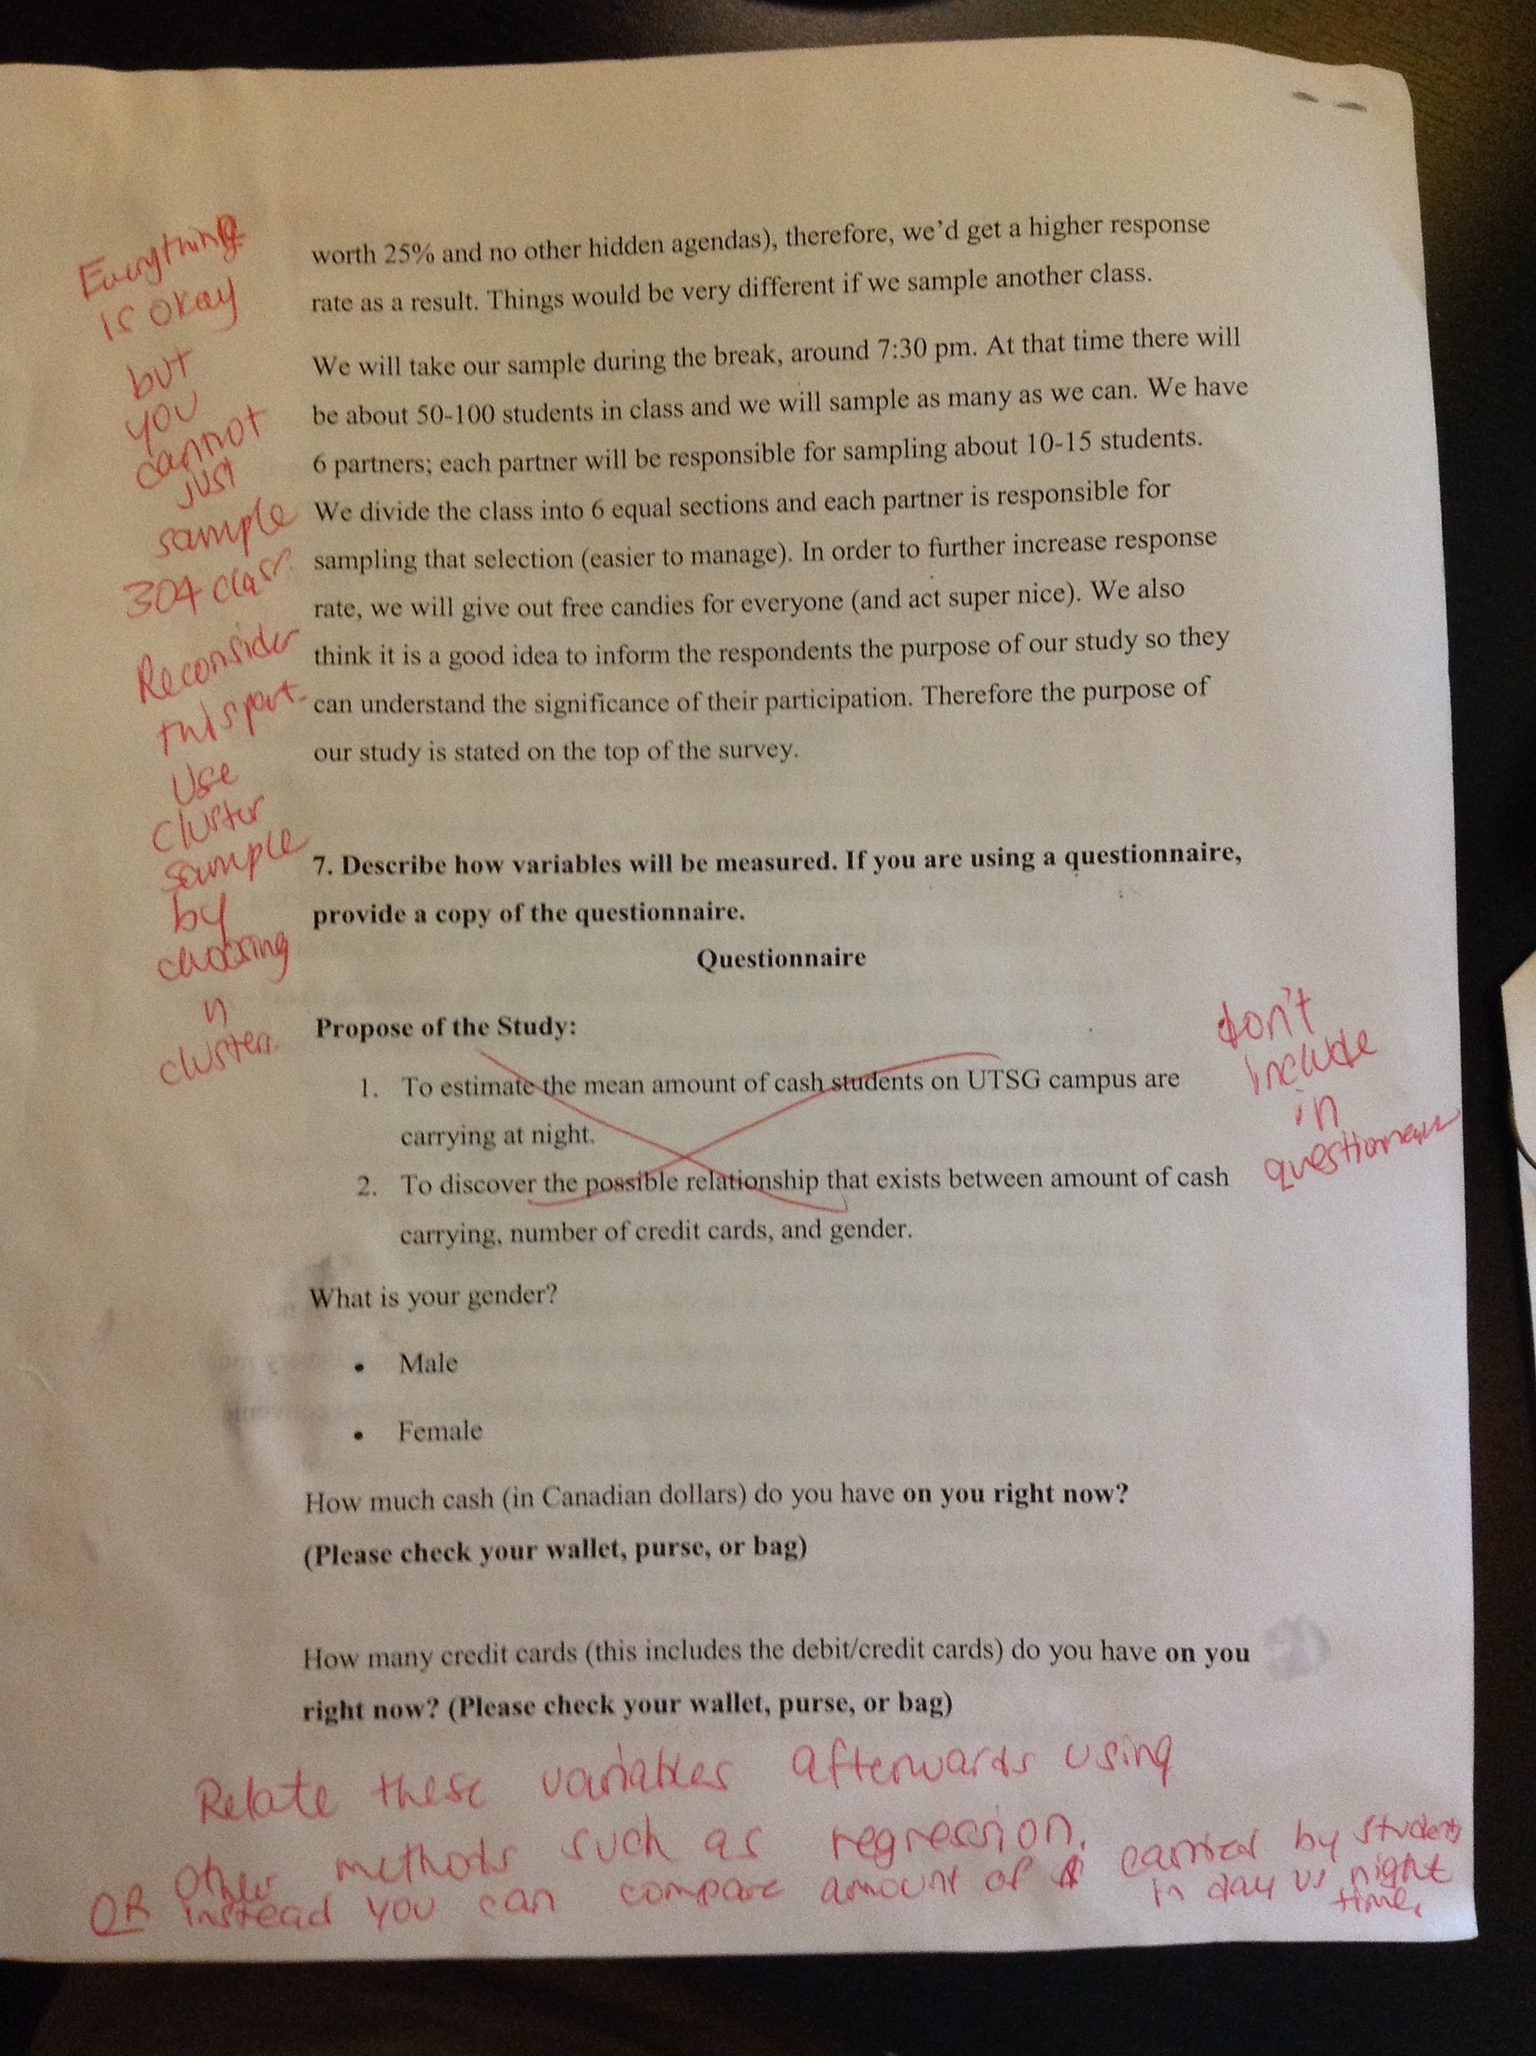 worth 25% and no other hidden agendas), therefore, we'd get a higher response
rate as a result. Things would be very different if we sample another class.
We will take our sample during the break, around 7:30 pm. At that time there will
be about 50-100 students in class and we will sample as many as we can. We have
6 partners; each partner will be responsible for sampling about 10-15 students.
We divide the class into 6 equal sections and each partner is responsible for
sampling that selection (easier to manage). In order to further increase response
rate, we will give out free candies for everyone (and act super nice). We also
think it is a good idea to inform the respondents the purpose of our study so they
can understand the significance of their participation. Therefore the purpose of
our study is stated on the top of the survey.
Everything
is okay
but
you
cannot
just
sample
304 class.
Reconsider
this part.
Use
cluster
sample
by
choosing
n
clusters.
7. Describe how variables will be measured. If you are using a questionnaire,
provide a copy of the questionnaire.
Questionnaire
Propose of the Study:
1. To estimate the mean amount of cash students on UTSG campus are
carrying at night.
2. To discover the possible relationship that exists between amount of cash
carrying, number of credit cards, and gender.
don't
include
in
questionnaire
What is your gender?
• Male
• Female
How much cash (in Canadian dollars) do you have on you right now?
(Please check your wallet, purse, or bag)
How many credit cards (this includes the debit/credit cards) do you have on you
right now? (Please check your wallet, purse, or bag)
Relate these variables afterwards using
other methods such as regression.
OR instead you can compare amount of $ carried by students
in day vs night
time.